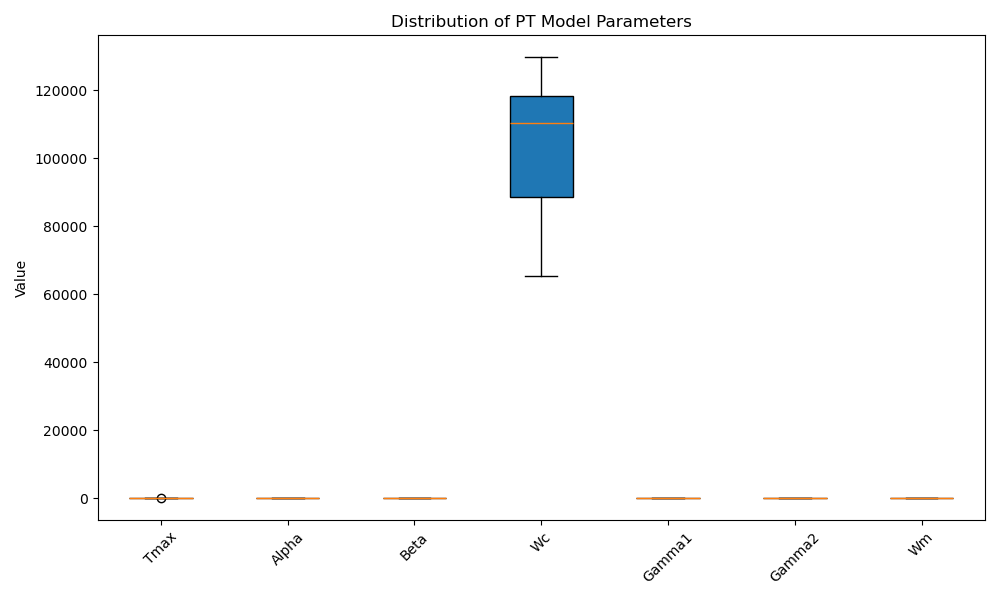 Distribution of PT Model Parameters
Value
120000
100000
80000
60000
40000
20000
0
Tmax
Alpha
Beta
Wc
Gamma1
Gamma2
Wm